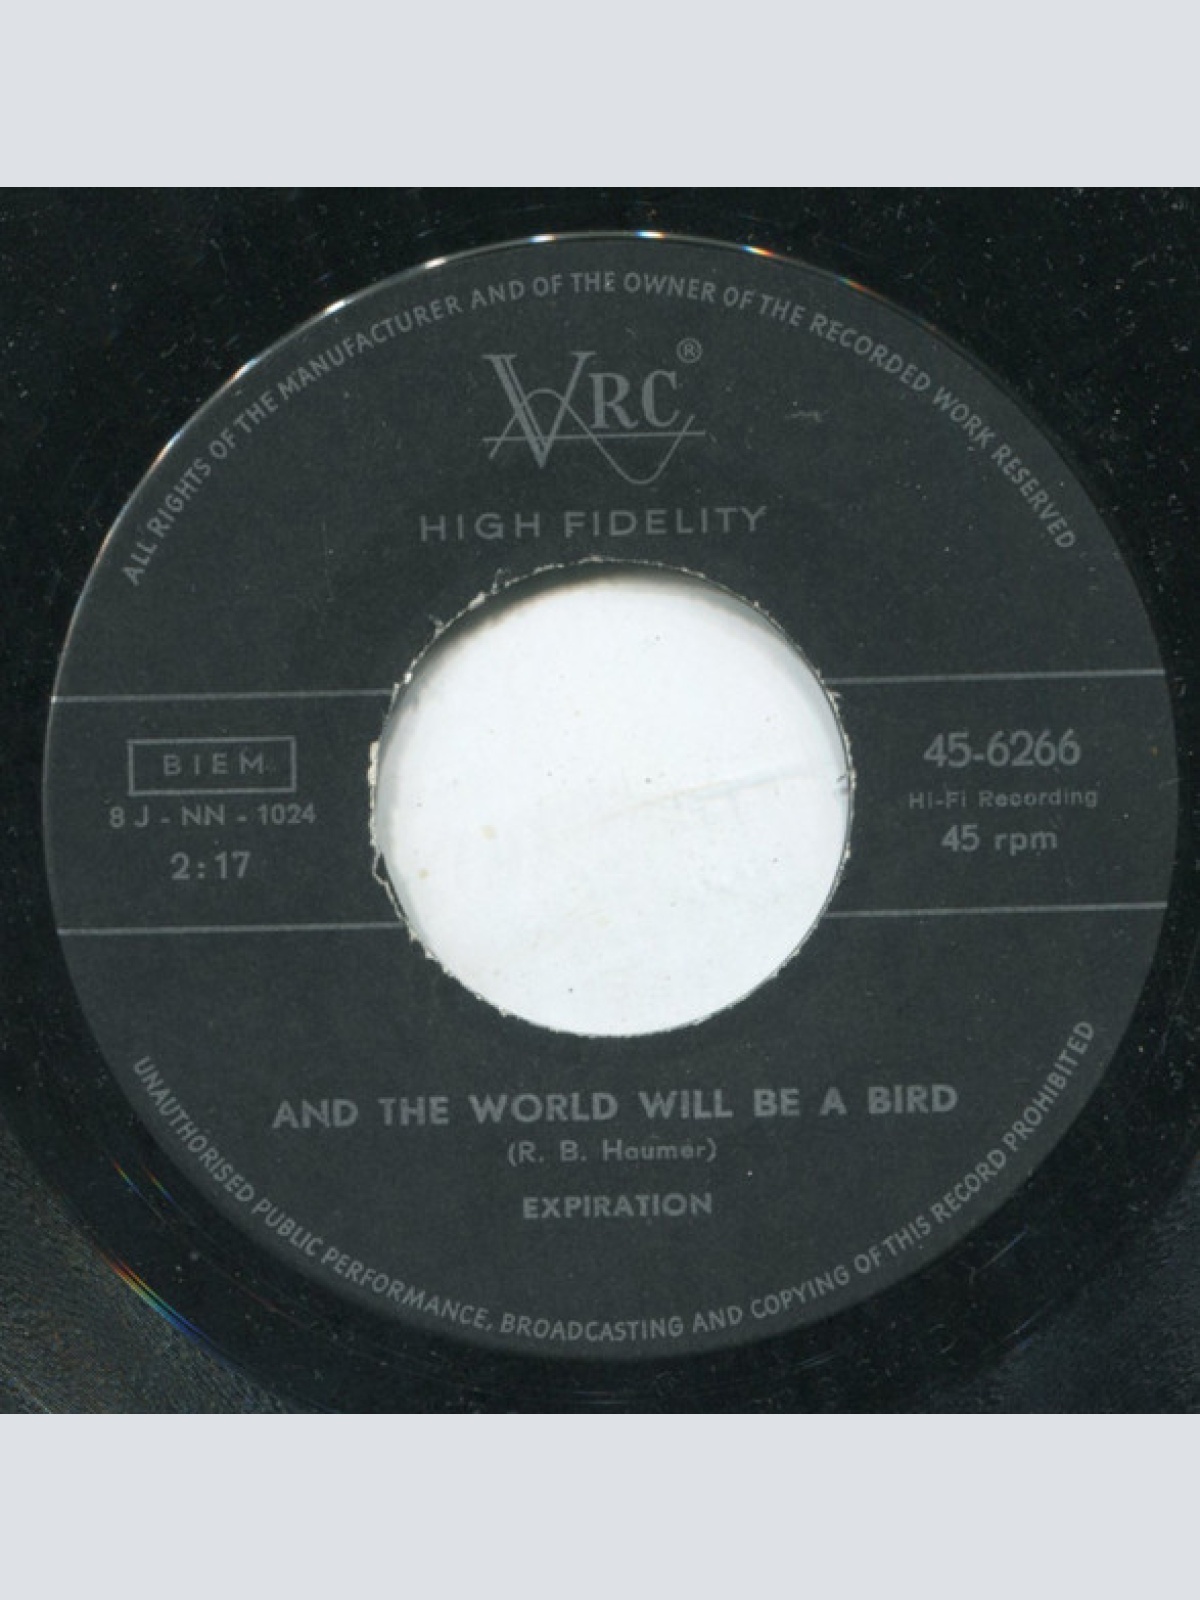 ALL RIGHTS OF THE MANUFACTURER AND OF THE OWNER OF THE RECORDED WORK RESERVED
VRC®
HIGH FIDELITY
BIEM
8 J - NN - 1024
2:17
45-6266
Hi-Fi Recording
45 rpm
AND THE WORLD WILL BE A BIRD
(R. B. Haumer)
EXPIRATION
UNAUTHORISED PUBLIC PERFORMANCE, BROADCASTING AND COPYING OF THIS RECORD PROHIBITED